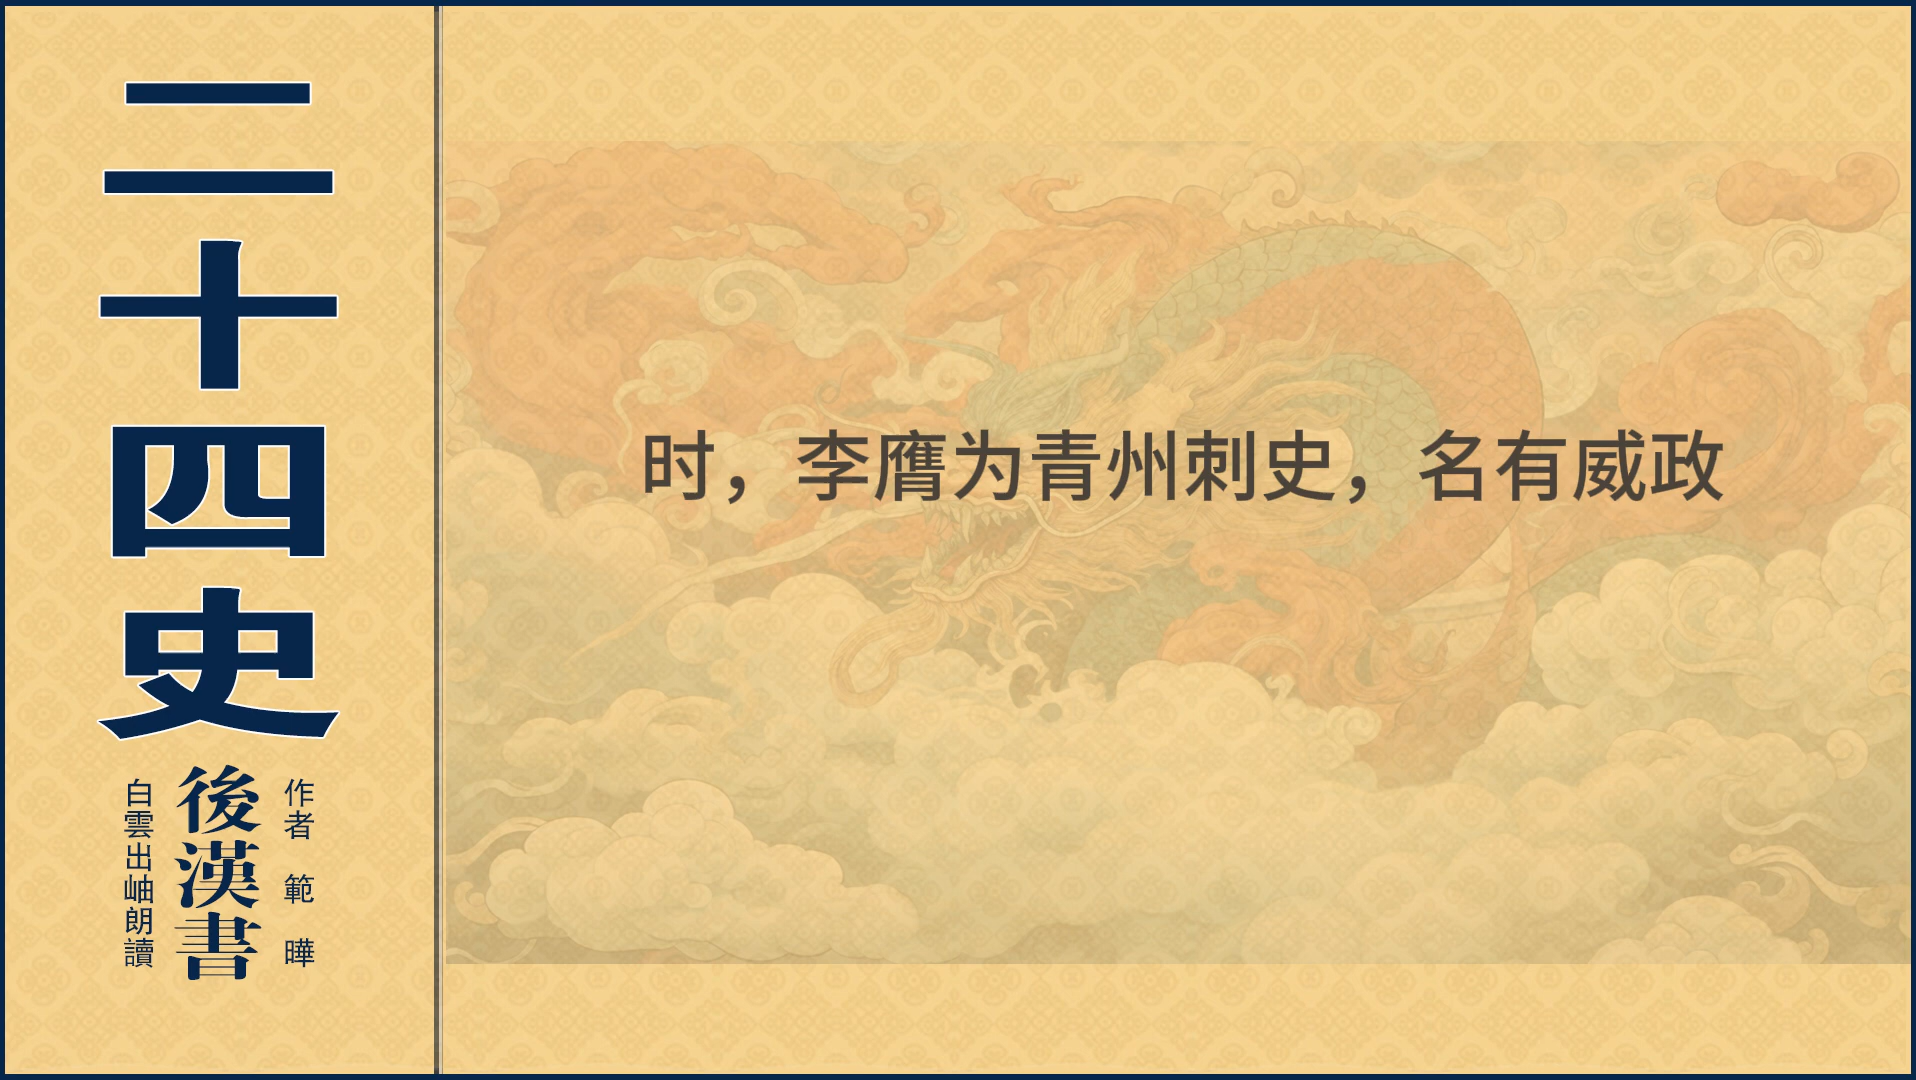 二十四史
作者 範 曄
後漢書
白雲出岫朗讀
时，李膺为青州刺史，名有威政